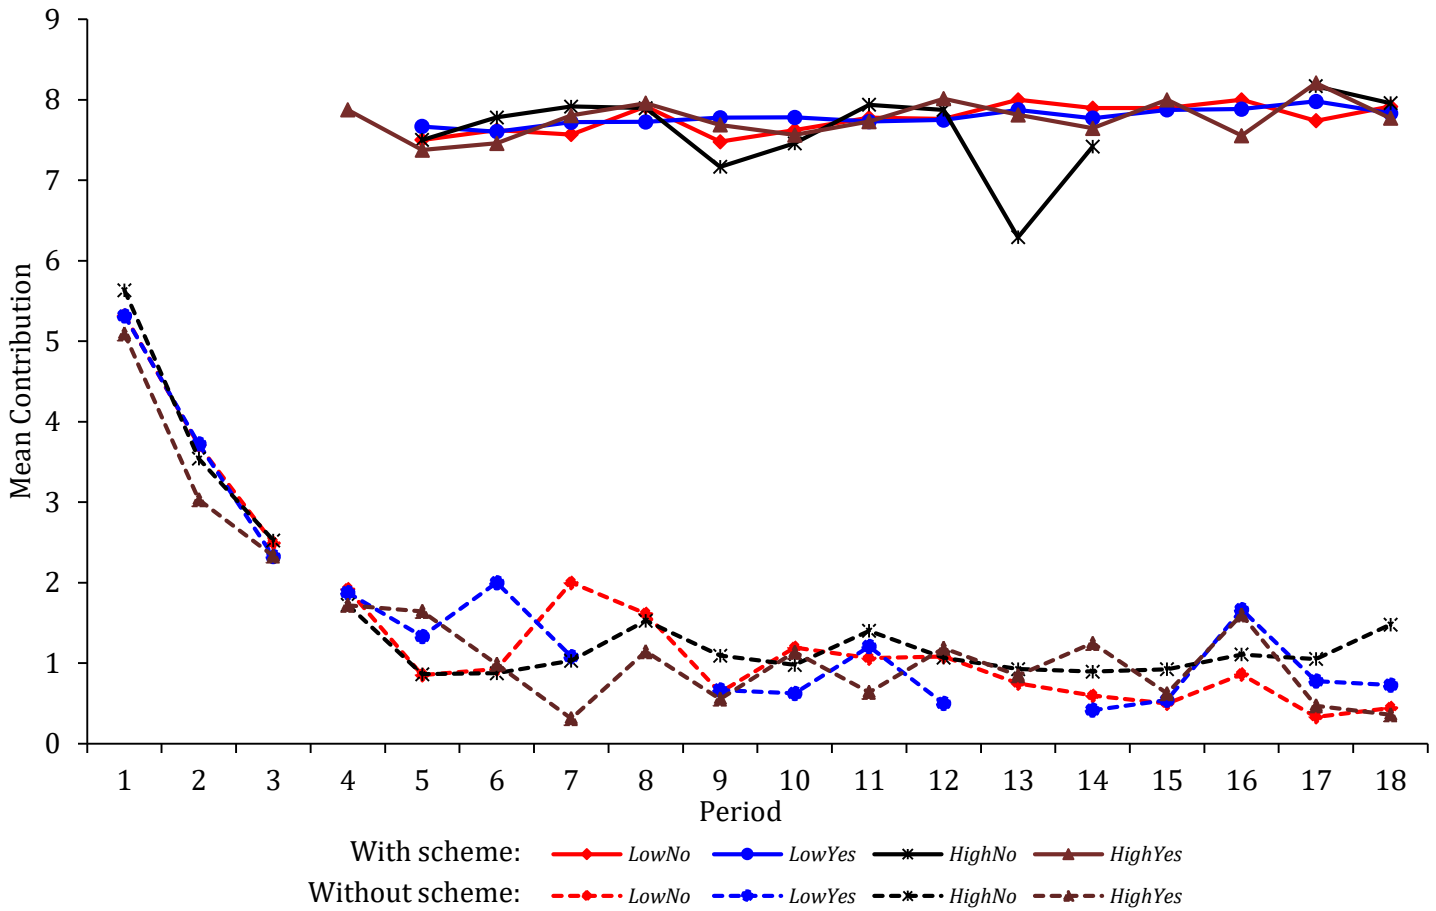 9
8
7
6
5
4
3
2
1
0
Mean Contribution
1 2 3 4 5 6 7 8 9 10 11 12 13 14 15 16 17 18
Period
With scheme: LowNo LowYes HighNo HighYes
Without scheme: LowNo LowYes HighNo HighYes